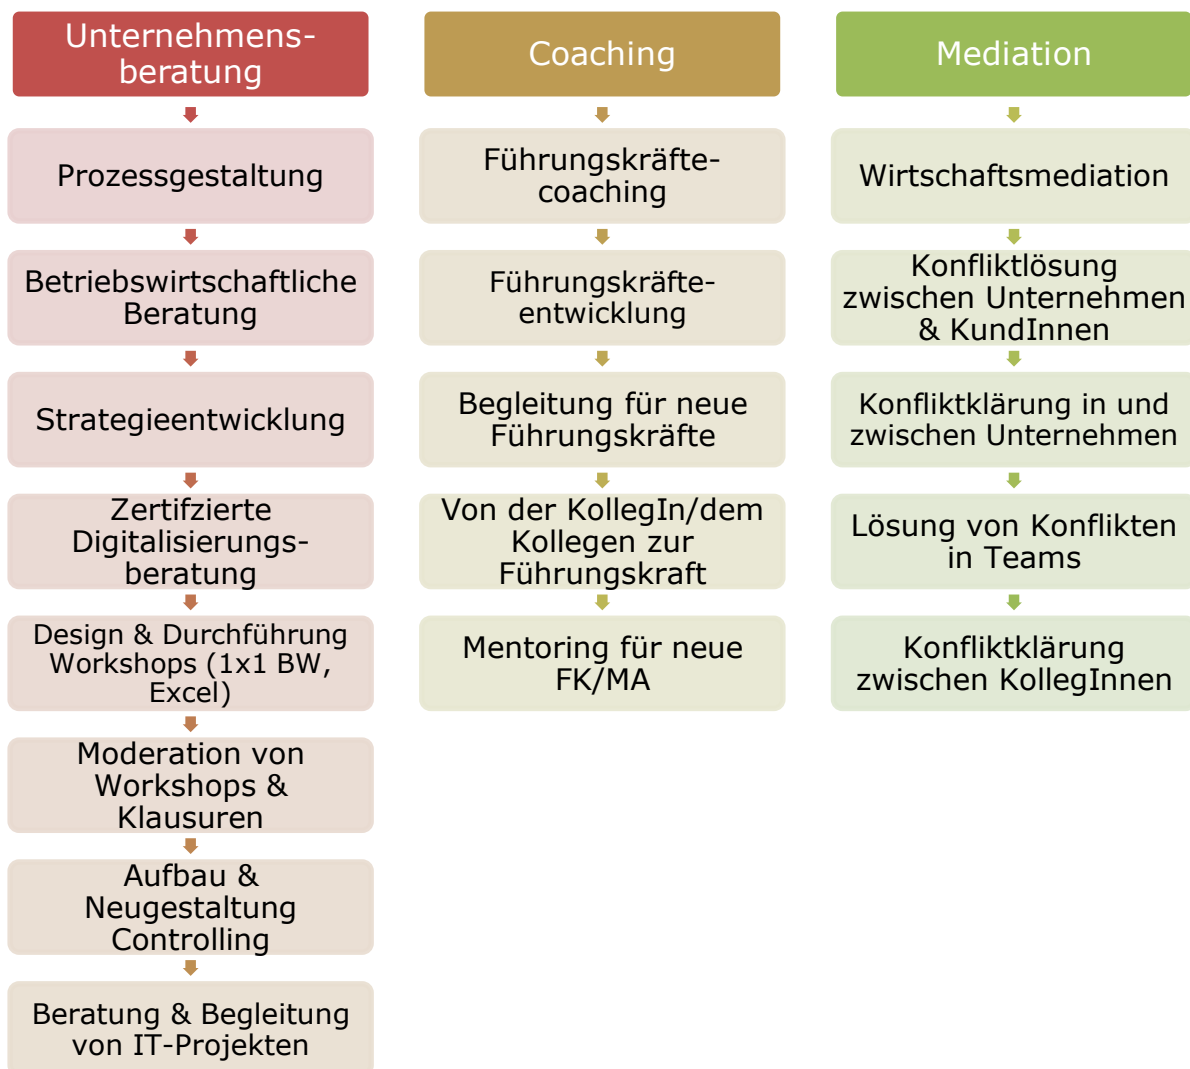 Unternehmens-
beratung
Prozessgestaltung
Betriebswirtschaftliche
Beratung
Strategieentwicklung
Zertifzierte
Digitalisierungs-
beratung
Design & Durchführung
Workshops (1x1 BW,
Excel)
Moderation von
Workshops &
Klausuren
Aufbau &
Neugestaltung
Controlling
Beratung & Begleitung
von IT-Projekten
Coaching
Führungskräfte-
coaching
Führungskräfte-
entwicklung
Begleitung für neue
Führungskräfte
Von der KollegIn/dem
Kollegen zur
Führungskraft
Mentoring für neue
FK/MA
Mediation
Wirtschaftsmediation
Konfliktlösung
zwischen Unternehmen
& KundInnen
Konfliktklärung in und
zwischen Unternehmen
Lösung von Konflikten
in Teams
Konfliktklärung
zwischen KollegInnen